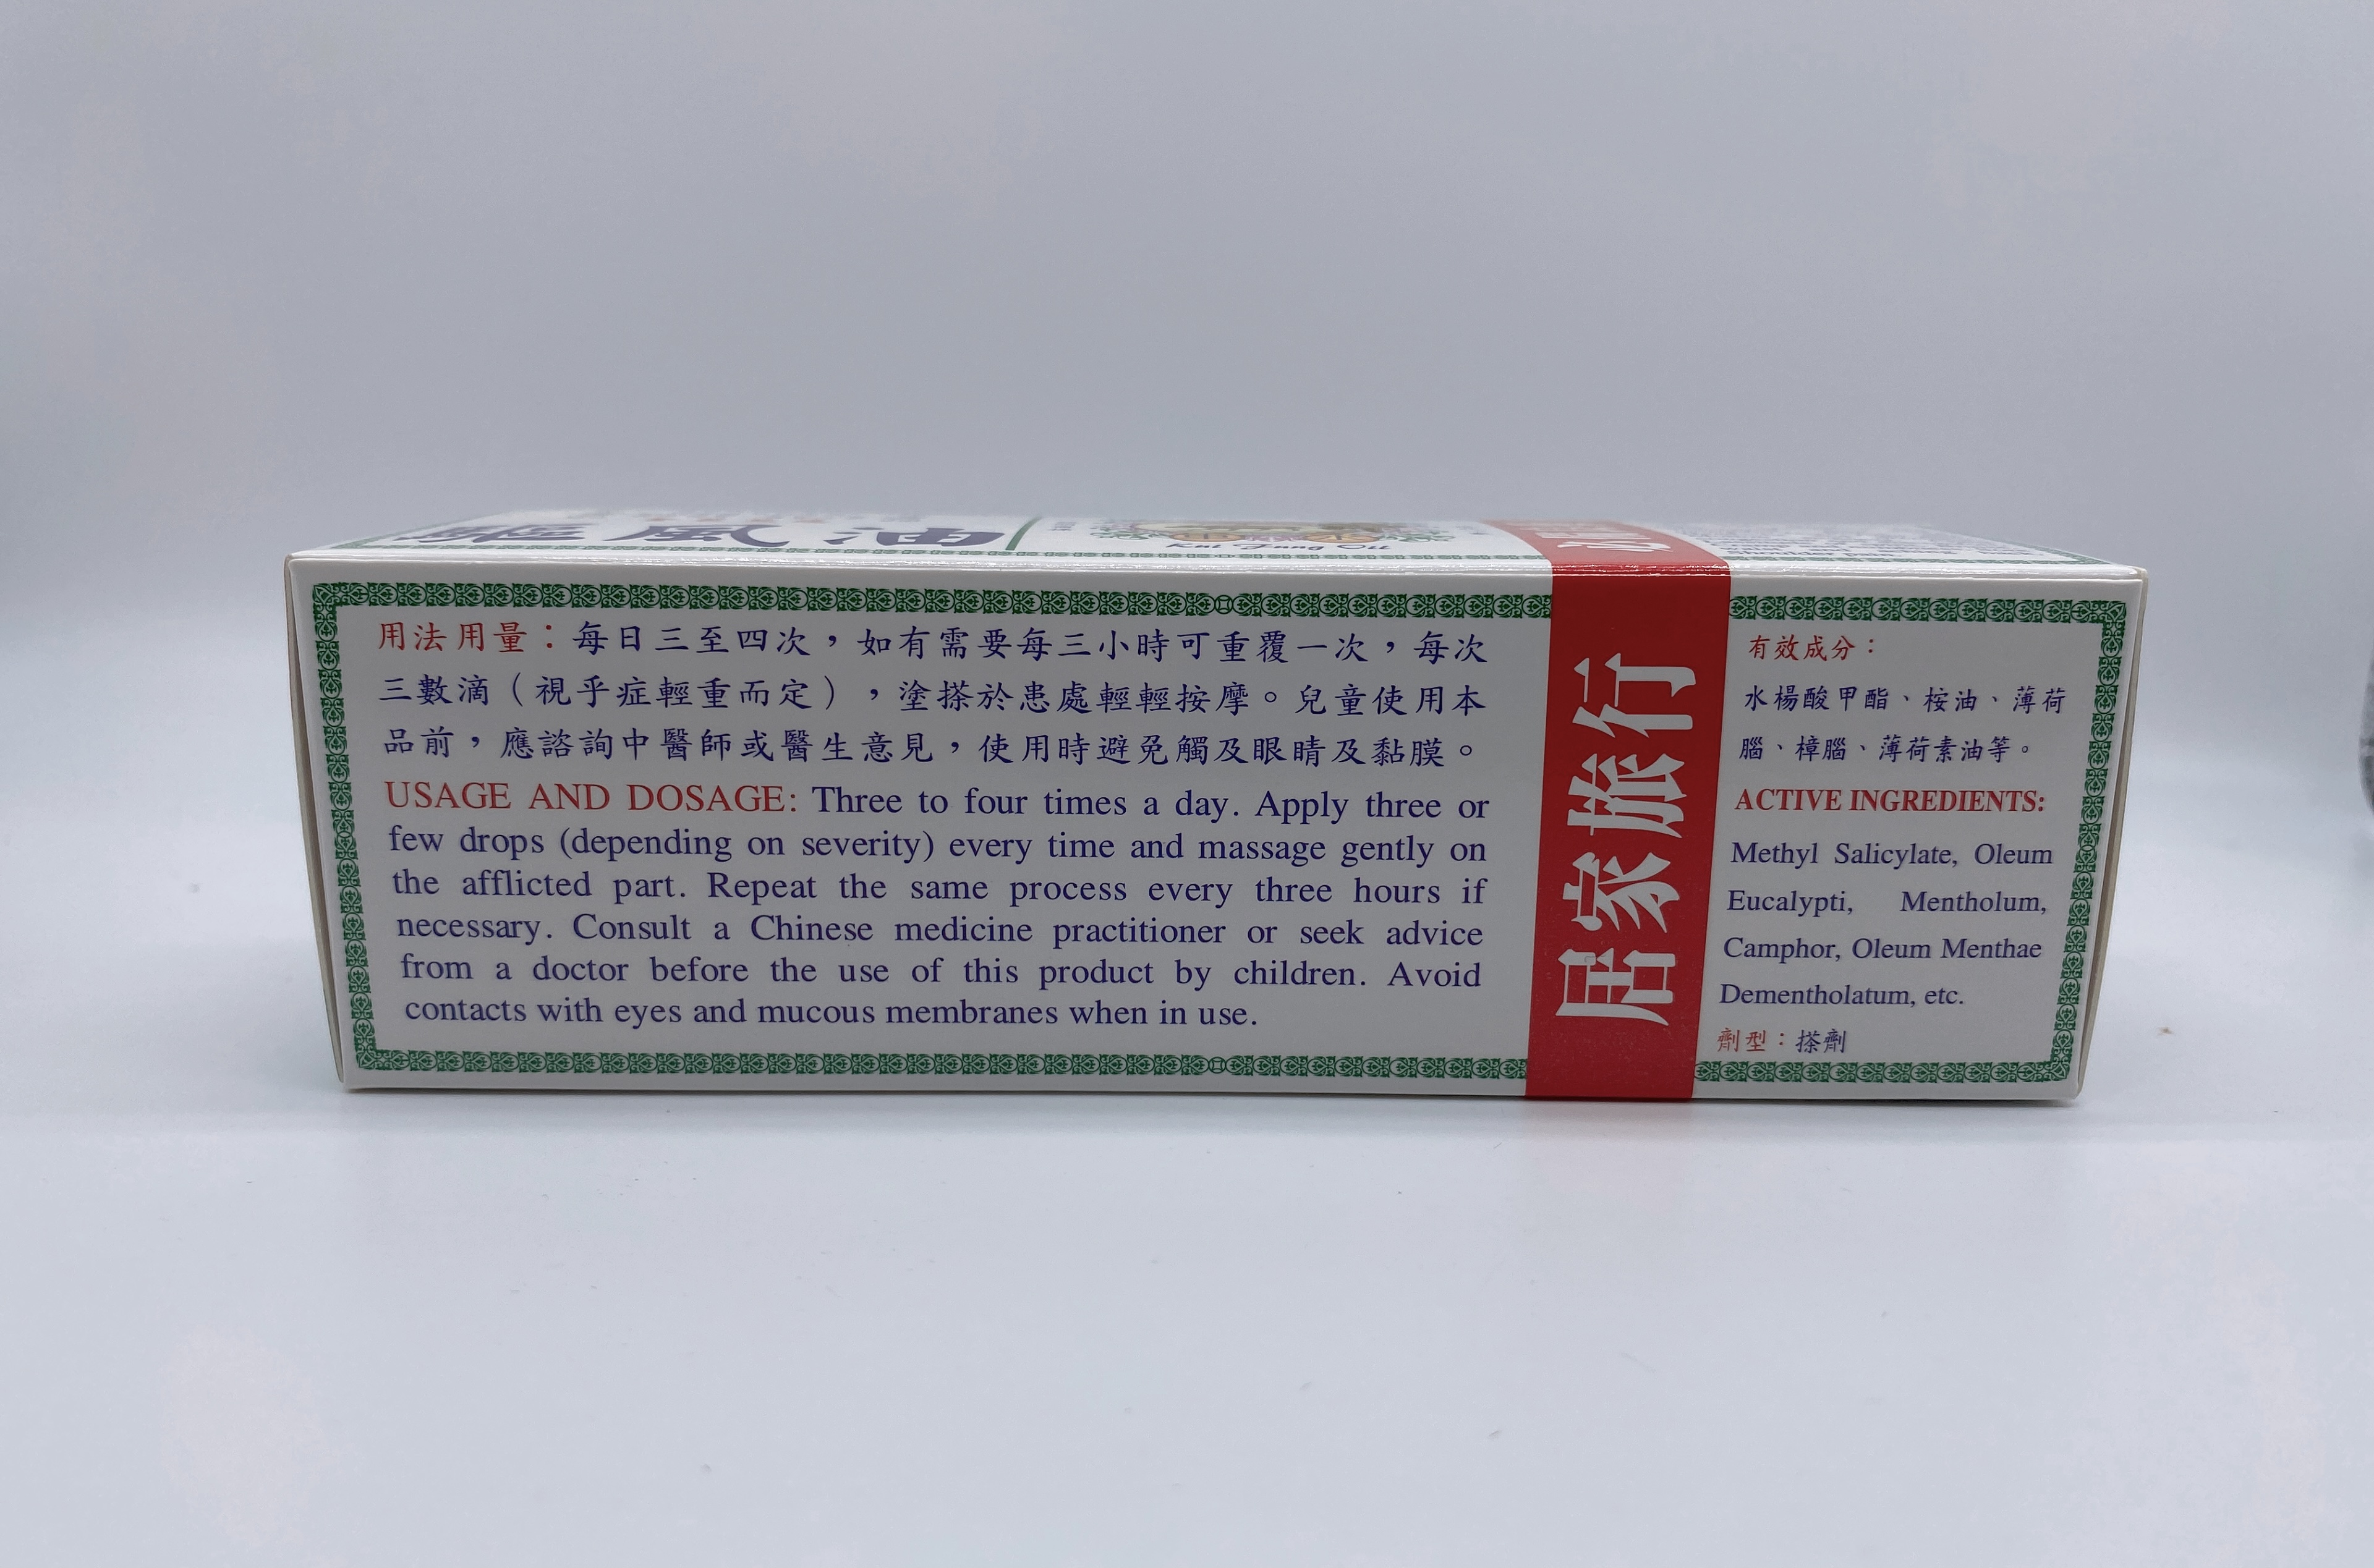 驅風油
Kni Fung Oil
用法用量：每日三至四次，如有需要每三小時可重覆一次，每次
三數滴（視乎症輕重而定），塗搽於患處輕輕按摩。兒童使用本
品前，應諮詢中醫師或醫生意見，使用時避免觸及眼睛及黏膜。
USAGE AND DOSAGE: Three to four times a day. Apply three or
few drops (depending on severity) every time and massage gently on
the afflicted part. Repeat the same process every three hours if
necessary. Consult a Chinese medicine practitioner or seek advice
from a doctor before the use of this product by children. Avoid
contacts with eyes and mucous membranes when in use.
居家旅行
有效成分：
水楊酸甲酯、桉油、薄荷
腦、樟腦、薄荷素油等。
ACTIVE INGREDIENTS:
Methyl Salicylate, Oleum
Eucalypti, Mentholum,
Camphor, Oleum Menthae
Dementholatum, etc.
劑型：搽劑